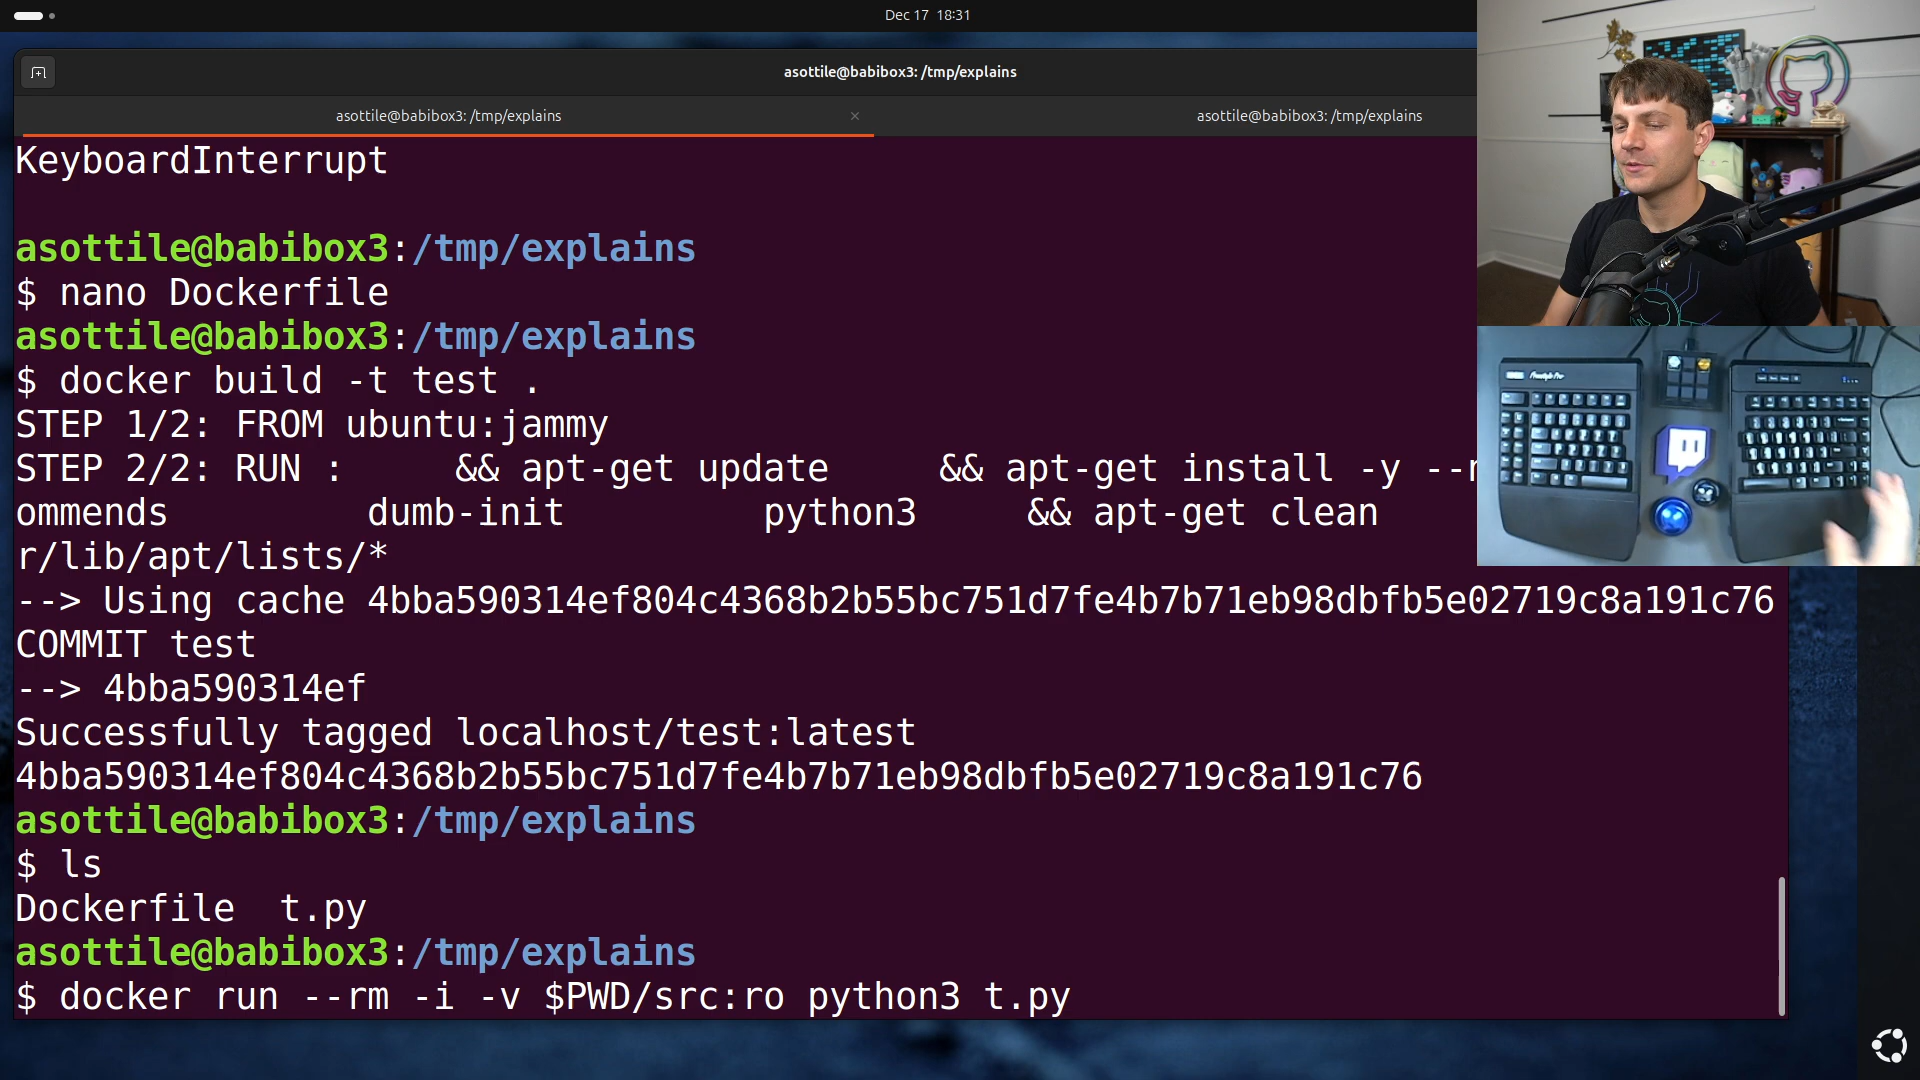 Dec 17 18:31
asottile@babibox3: /tmp/explains
asottile@babibox3: /tmp/explains
asottile@babibox3: /tmp/explains
KeyboardInterrupt
asottile@babibox3:/tmp/explains
$ nano Dockerfile
asottile@babibox3:/tmp/explains
$ docker build -t test .
STEP 1/2: FROM ubuntu:jammy
STEP 2/2: RUN : && apt-get update && apt-get install -y
ommends dumb-init python3 && apt-get clean
r/lib/apt/lists/*
--> Using cache 4bba590314ef804c4368b2b55bc751d7fe4b7b71eb98dbfb5e02719c8a191c76
COMMIT test
--> 4bba590314ef
Successfully tagged localhost/test:latest
4bba590314ef804c4368b2b55bc751d7fe4b7b71eb98dbfb5e02719c8a191c76
asottile@babibox3:/tmp/explains
$ ls
Dockerfile t.py
asottile@babibox3:/tmp/explains
$ docker run --rm -i -v $PWD/src:ro python3 t.py